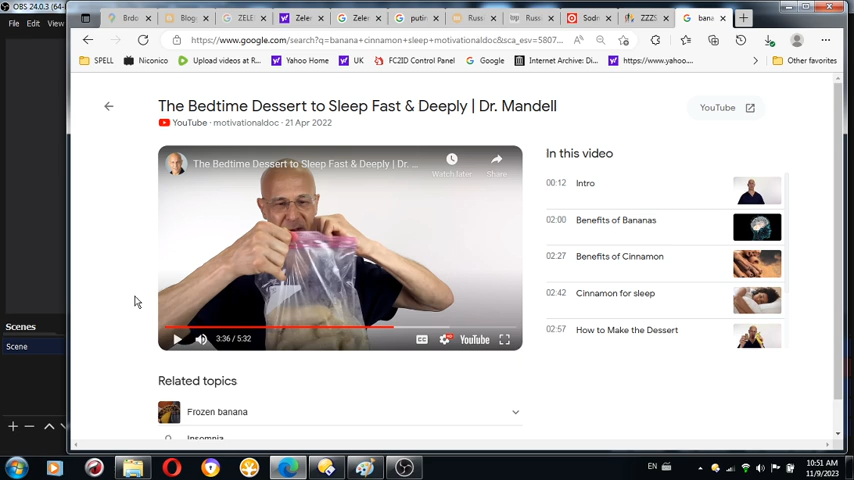 OBS 24.0.3 (64-
File Edit View
Brdo
Blog
ZELE
Zeler
Zeler
putir
Russ
Russ
Sodr
ZZZS
bana
https://www.google.com/search?q=banana+cinnamon+sleep+motivationaldoc&sca_esv=5807...
SPELL
Niconico
Upload videos at R...
Yahoo Home
UK
FC2ID Control Panel
Google
Internet Archive: Di...
https://www.yahoo....
Other favorites
The Bedtime Dessert to Sleep Fast & Deeply | Dr. Mandell
YouTube
YouTube · motivationaldoc · 21 Apr 2022
The Bedtime Dessert to Sleep Fast & Deeply | Dr. ...
Watch later
Share
3:36 / 5:32
CC
YouTube
In this video
00:12 Intro
02:00 Benefits of Bananas
02:27 Benefits of Cinnamon
02:42 Cinnamon for sleep
02:57 How to Make the Dessert
Related topics
Frozen banana
Insomnia
Scenes
Scene
EN
10:51 AM
11/9/2023